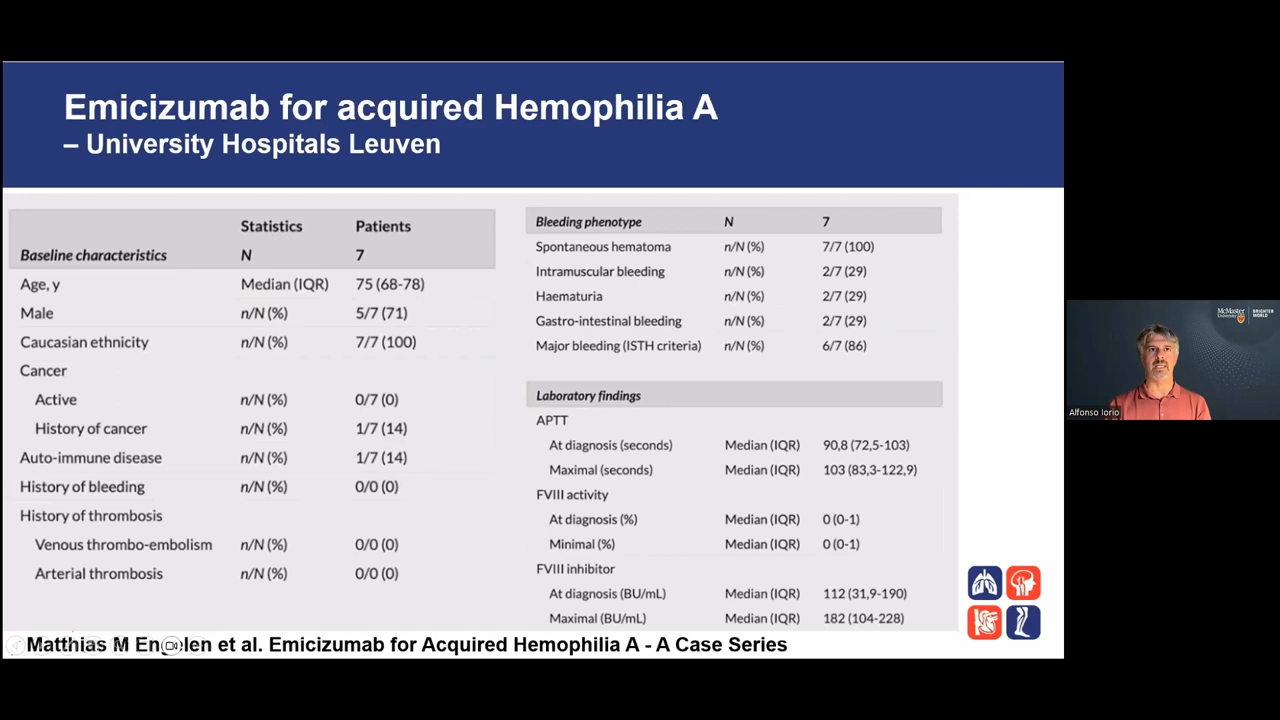 Emicizumab for acquired Hemophilia A
– University Hospitals Leuven
Statistics Patients
Baseline characteristics N 7
Age, y Median (IQR) 75 (68-78)
Male n/N (%) 5/7 (71)
Caucasian ethnicity n/N (%) 7/7 (100)
Cancer
Active n/N (%) 0/7 (0)
History of cancer n/N (%) 1/7 (14)
Auto-immune disease n/N (%) 1/7 (14)
History of bleeding n/N (%) 0/0 (0)
History of thrombosis
Venous thrombo-embolism n/N (%) 0/0 (0)
Arterial thrombosis n/N (%) 0/0 (0)
Bleeding phenotype N 7
Spontaneous hematoma n/N (%) 7/7 (100)
Intramuscular bleeding n/N (%) 2/7 (29)
Haematuria n/N (%) 2/7 (29)
Gastro-intestinal bleeding n/N (%) 2/7 (29)
Major bleeding (ISTH criteria) n/N (%) 6/7 (86)
Laboratory findings
APTT
At diagnosis (seconds) Median (IQR) 90,8 (72,5-103)
Maximal (seconds) Median (IQR) 103 (83,3-122,9)
FVIII activity
At diagnosis (%) Median (IQR) 0 (0-1)
Minimal (%) Median (IQR) 0 (0-1)
FVIII inhibitor
At diagnosis (BU/mL) Median (IQR) 112 (31,9-190)
Maximal (BU/mL) Median (IQR) 182 (104-228)
Matthias M Engelen et al. Emicizumab for Acquired Hemophilia A - A Case Series
McMaster University BRIGHTER WORLD
Alfonso Iorio